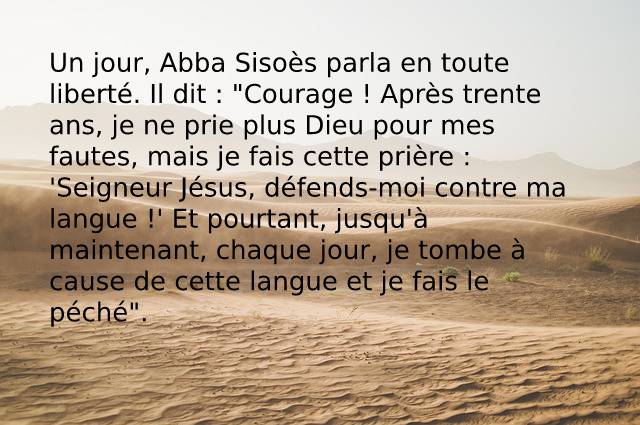 Un jour, Abba Sisoès parla en toute
liberté. Il dit : "Courage ! Après trente
ans, je ne prie plus Dieu pour mes
fautes, mais je fais cette prière :
'Seigneur Jésus, défends-moi contre ma
langue !' Et pourtant, jusqu'à
maintenant, chaque jour, je tombe à
cause de cette langue et je fais le
péché".